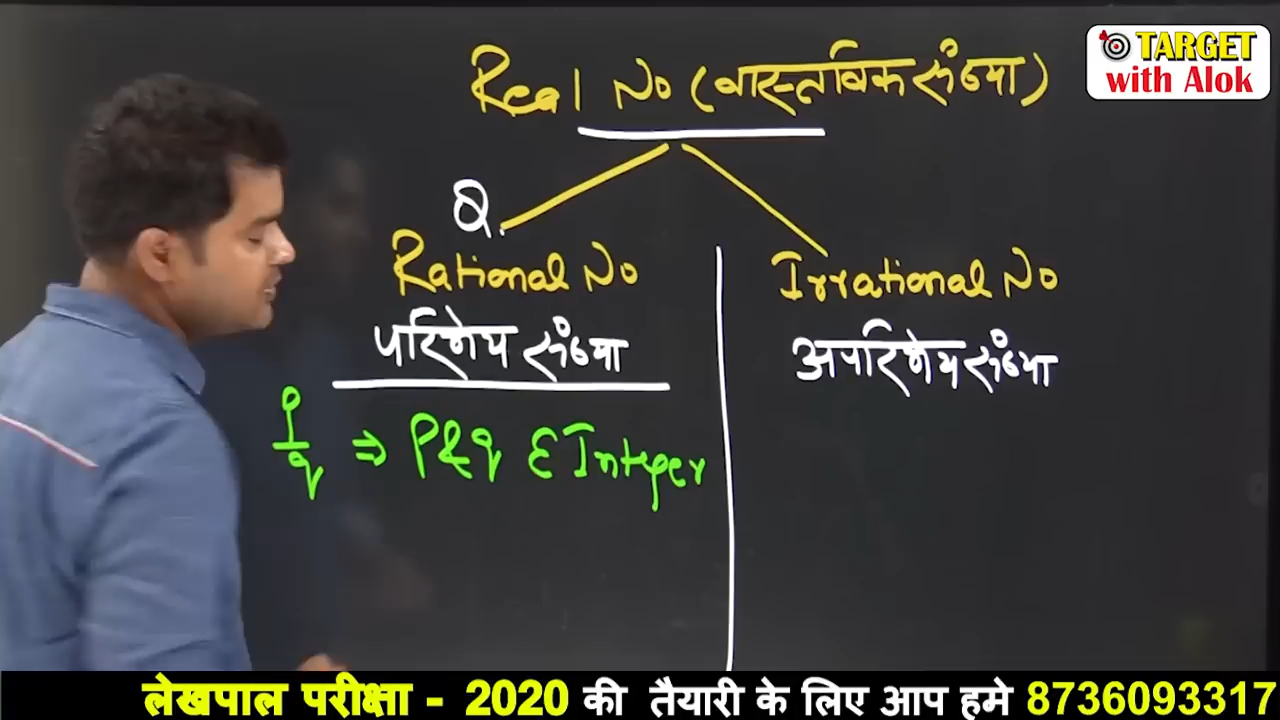 TARGET
with Alok
Real No (वास्तविक संख्या)
Q.
Rational No
Irrational No
परिमेय संख्या
अपरिमेय संख्या
p/q ⇒ P & q ∈ Integer
लेखपाल परीक्षा - 2020 की तैयारी के लिए आप हमे 8736093317